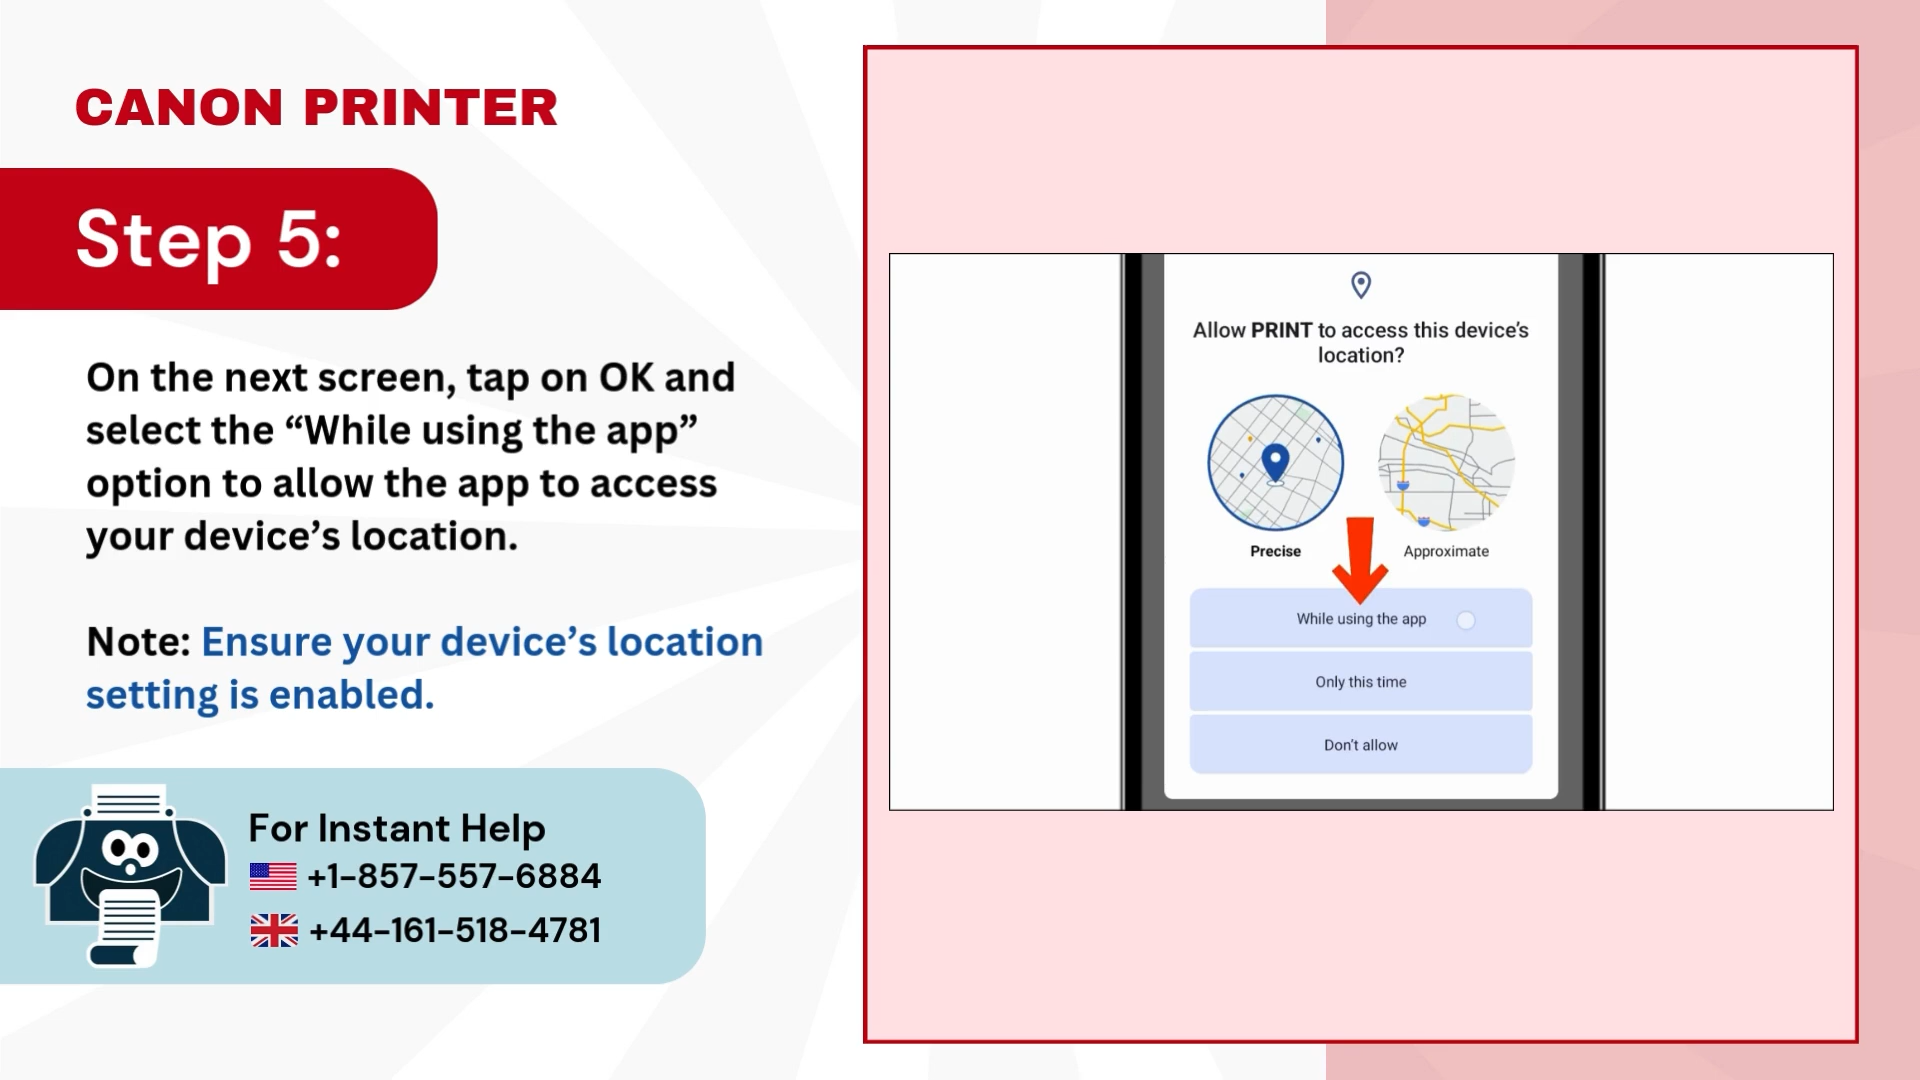 CANON PRINTER
Step 5:
On the next screen, tap on OK and
select the “While using the app”
option to allow the app to access
your device’s location.
Note: Ensure your device’s location
setting is enabled.
For Instant Help
+1-857-557-6884
+44-161-518-4781
Allow PRINT to access this device’s
location?
Precise
Approximate
While using the app
Only this time
Don’t allow